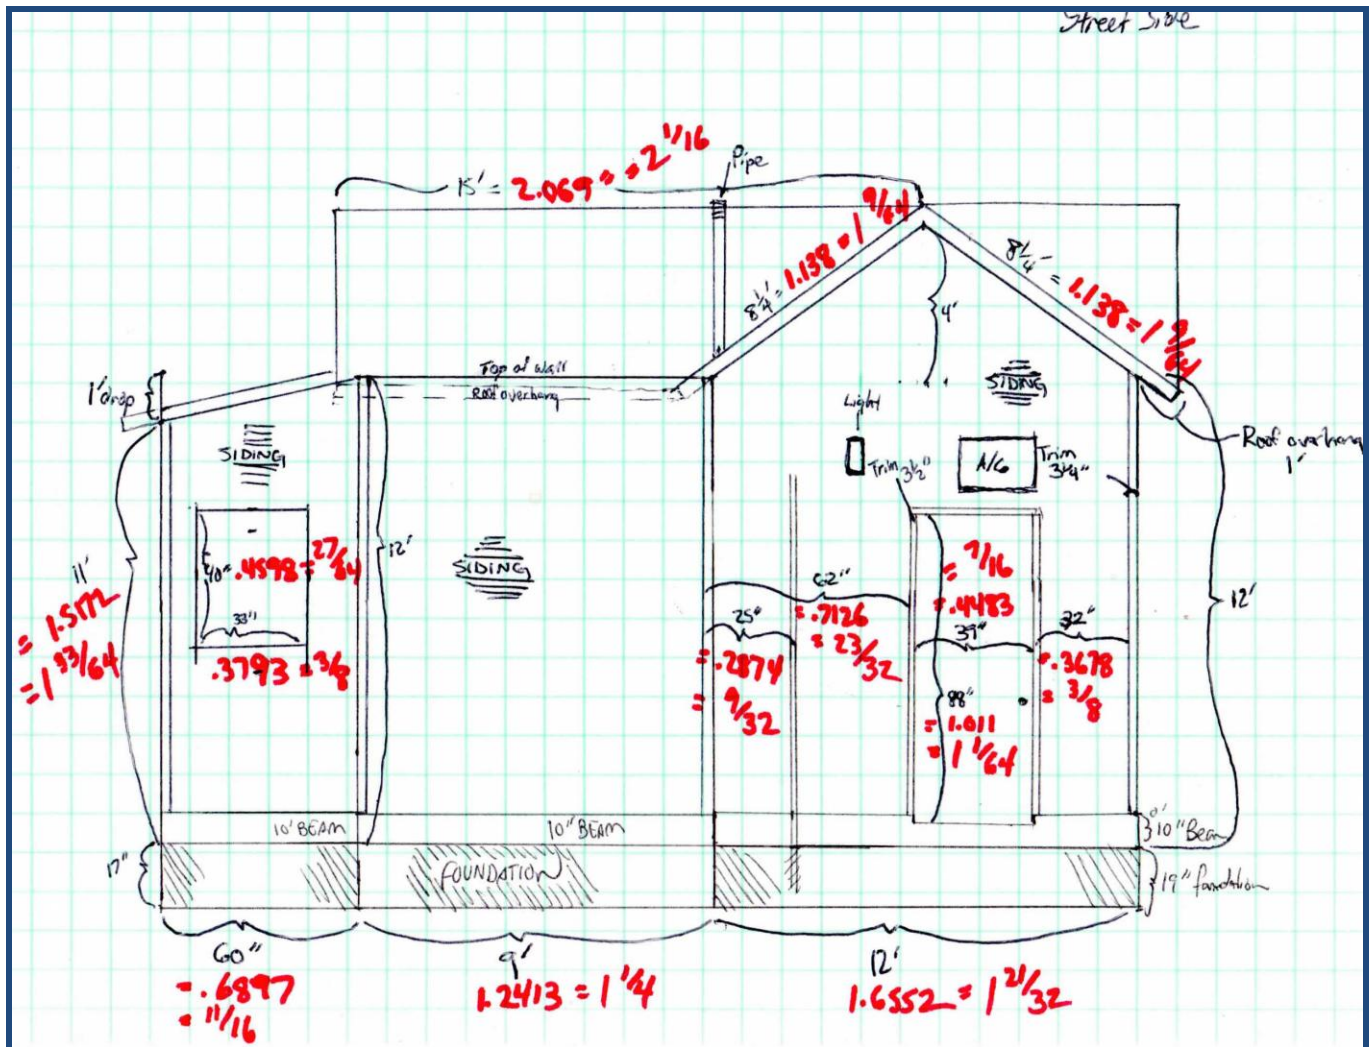 Street Side
15' = 2.069 = = 2 1/16
Pipe
8 1/4' = 1.138 = 1 9/64
8 1/4' = 1.138 = 1 9/64
4'
Top of Wall
Roof overhang
1' drop
SIDING
SIDING
Light
Roof overhang
1'
Trim 3 1/2"
A/C
Trim
3 1/4"
12'
SIDING
40" .4598 = 27/64
33"
.3793 = 3/8
11'
= 1.5172
= 1 33/64
62"
= .7126
= 23/32
25"
= .2874
= 9/32
= 7/16
= .4483
39"
32"
= .3678
= 3/8
88"
= 1.011
= 1 1/64
12'
10' BEAM
10" BEAM
10" Beam
17"
FOUNDATION
19" foundation
60"
= .6897
= 11/16
9'
1.2413 = 1 1/4
12'
1.6552 = 1 21/32